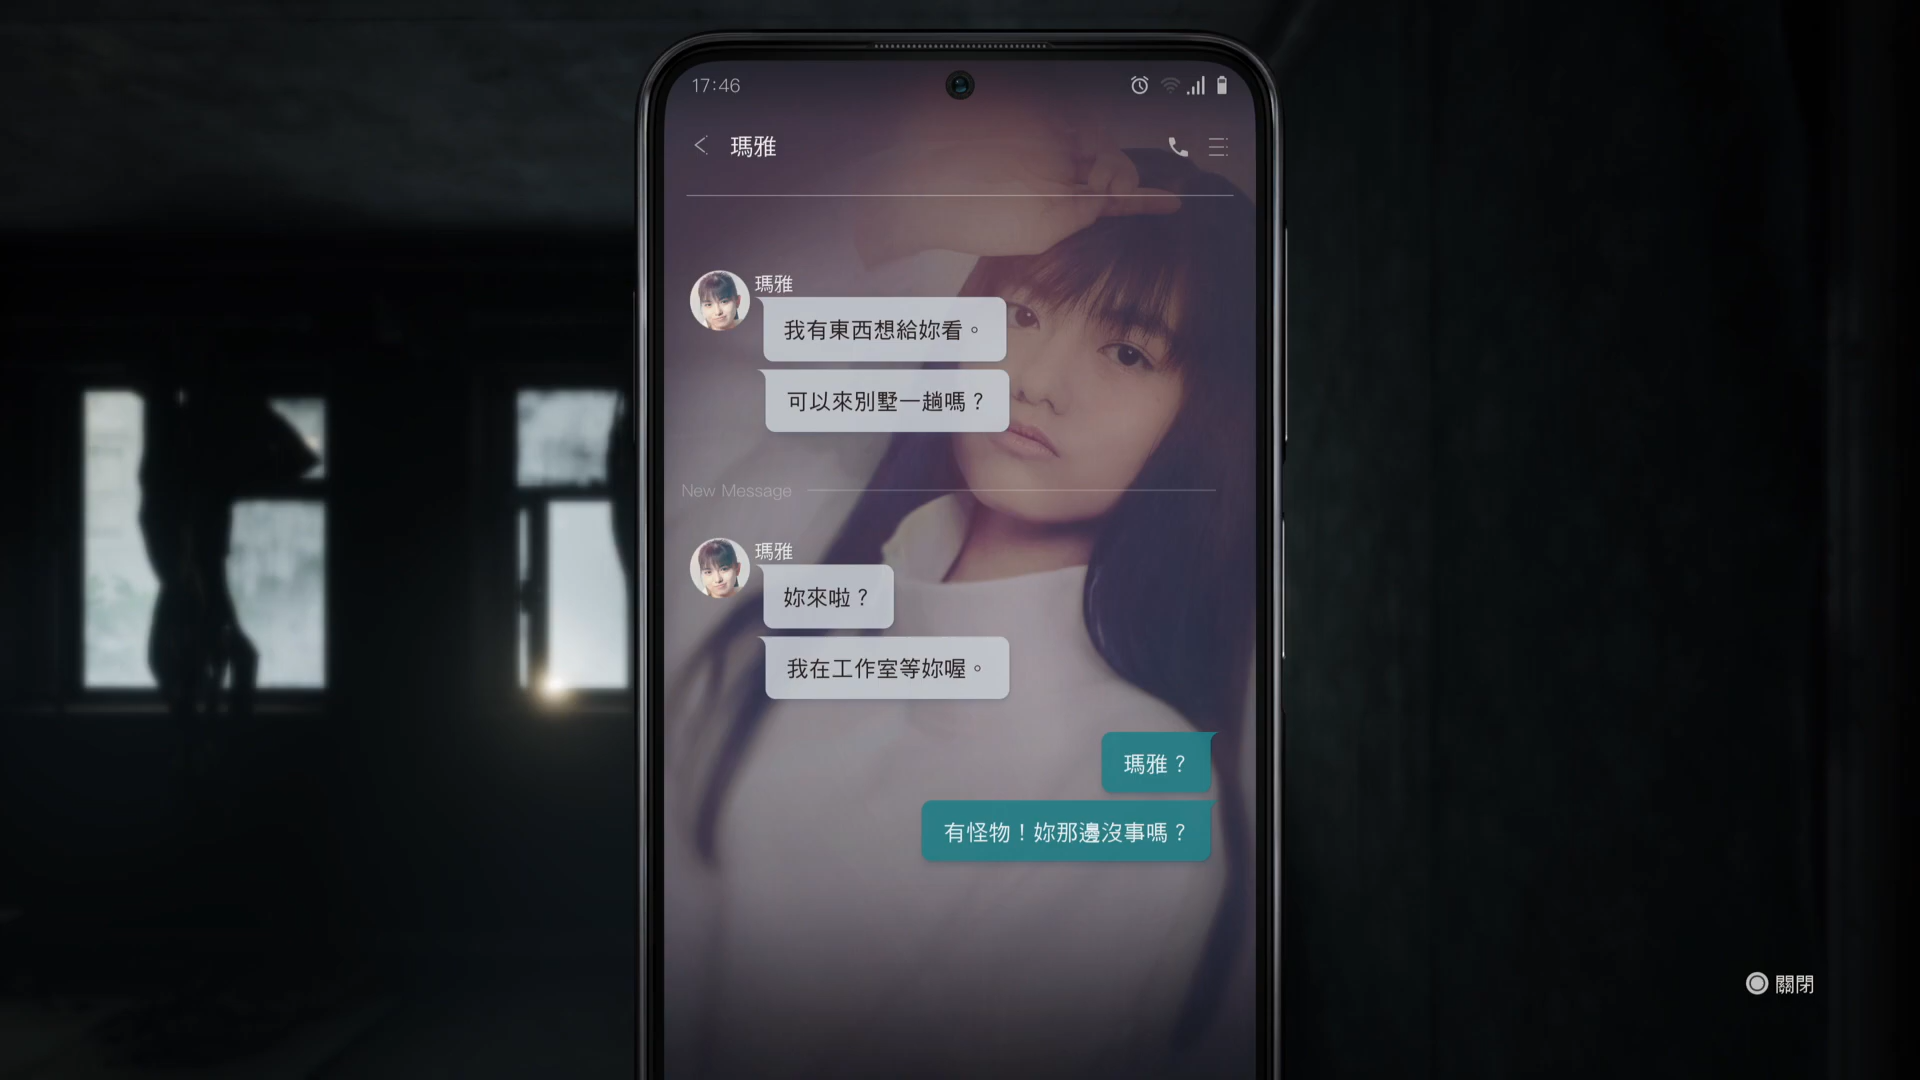 17:46
瑪雅
瑪雅
我有東西想給妳看。
可以來別墅一趟嗎？
New Message
瑪雅
妳來啦？
我在工作室等妳喔。
瑪雅？
有怪物！妳那邊沒事嗎？
關閉